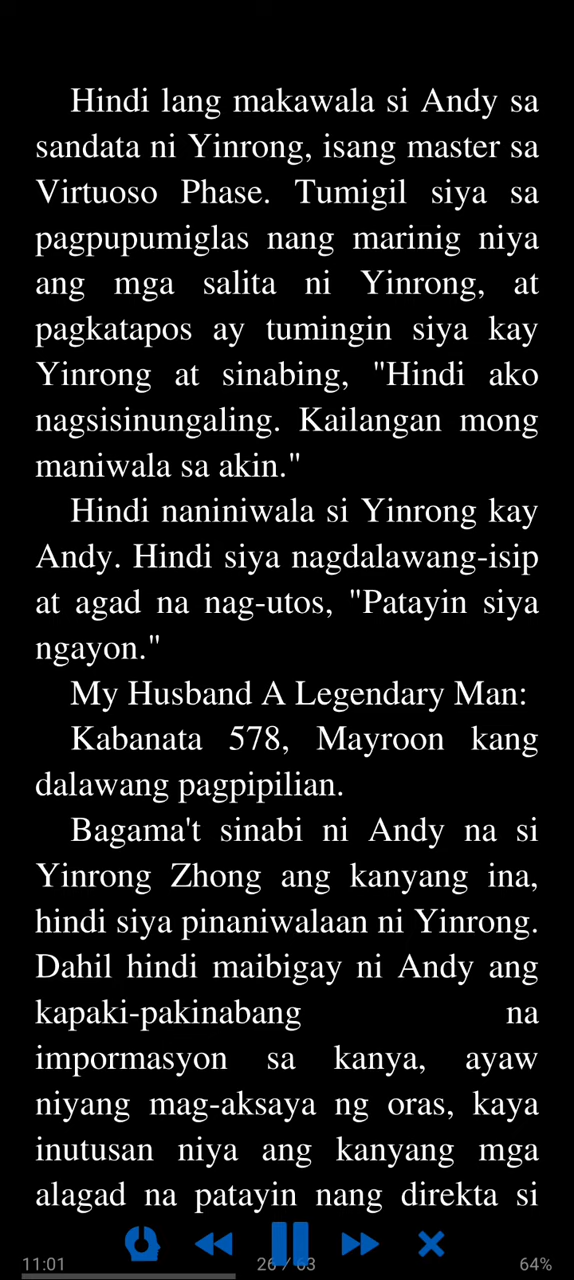 Hindi lang makawala si Andy sa
sandata ni Yinrong, isang master sa
Virtuoso Phase. Tumigil siya sa
pagpupumiglas nang marinig niya
ang mga salita ni Yinrong, at
pagkatapos ay tumingin siya kay
Yinrong at sinabing, "Hindi ako
nagsisinungaling. Kailangan mong
maniwala sa akin."
Hindi naniniwala si Yinrong kay
Andy. Hindi siya nagdalawang-isip
at agad na nag-utos, "Patayin siya
ngayon."
My Husband A Legendary Man:
Kabanata 578, Mayroon kang
dalawang pagpipilian.
Bagama't sinabi ni Andy na si
Yinrong Zhong ang kanyang ina,
hindi siya pinaniwalaan ni Yinrong.
Dahil hindi maibigay ni Andy ang
kapaki-pakinabang na
impormasyon sa kanya, ayaw
niyang mag-aksaya ng oras, kaya
inutusan niya ang kanyang mga
alagad na patayin nang direkta si
11:01 26 / 63 64%